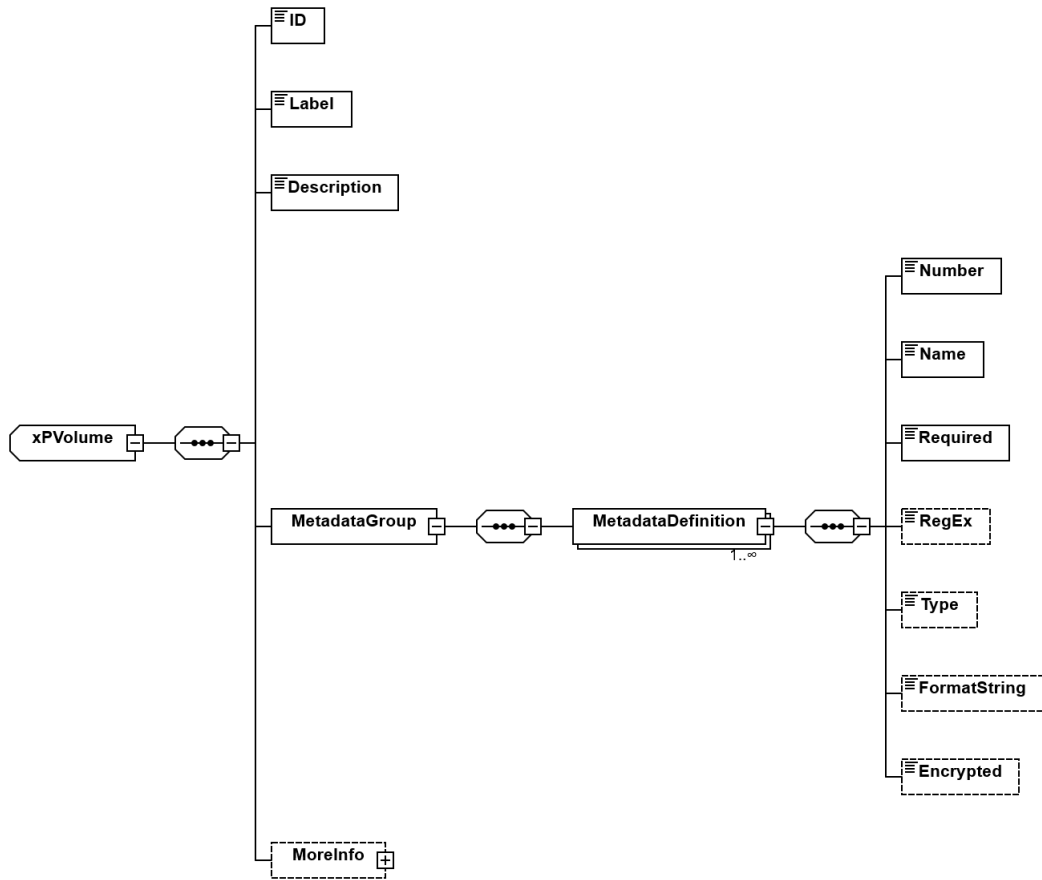 ID
Label
Description
Number
Name
xPVolume
Required
MetadataGroup
MetadataDefinition
RegEx
1..∞
Type
FormatString
Encrypted
MoreInfo